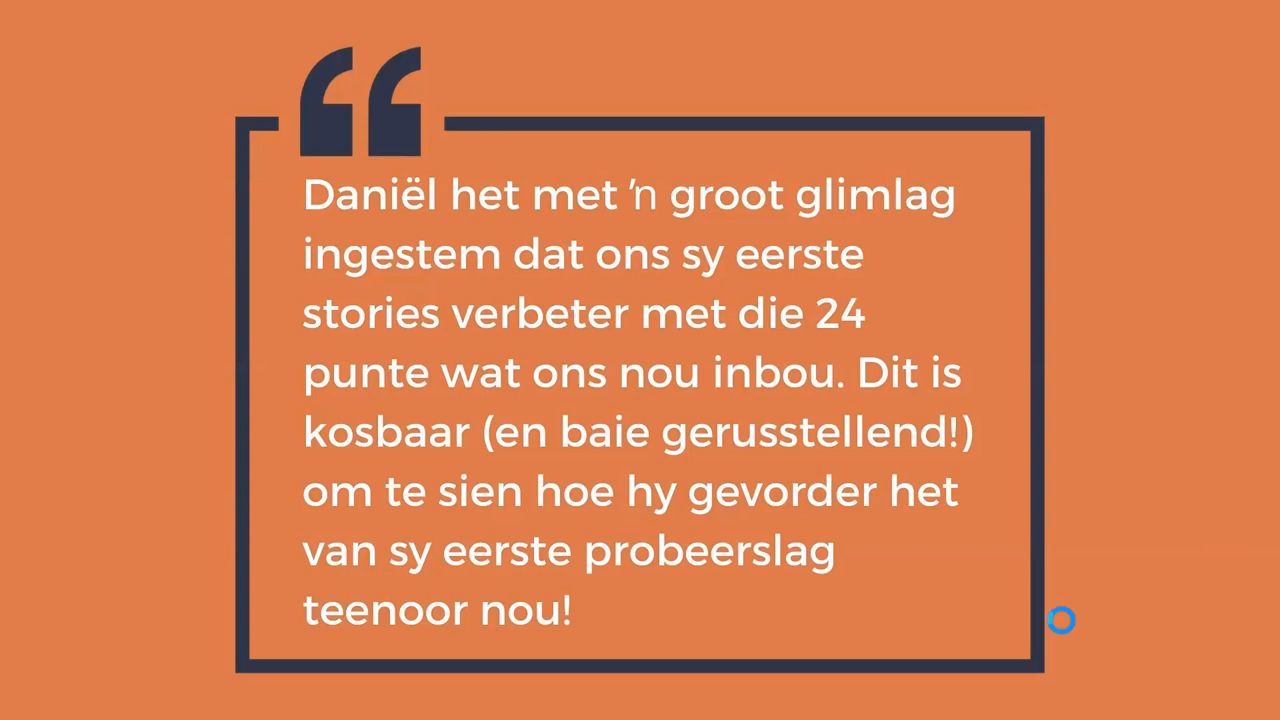 Daniël het met ’n groot glimlag
ingestem dat ons sy eerste
stories verbeter met die 24
punte wat ons nou inbou. Dit is
kosbaar (en baie gerusstellend!)
om te sien hoe hy gevorder het
van sy eerste probeerslag
teenoor nou!